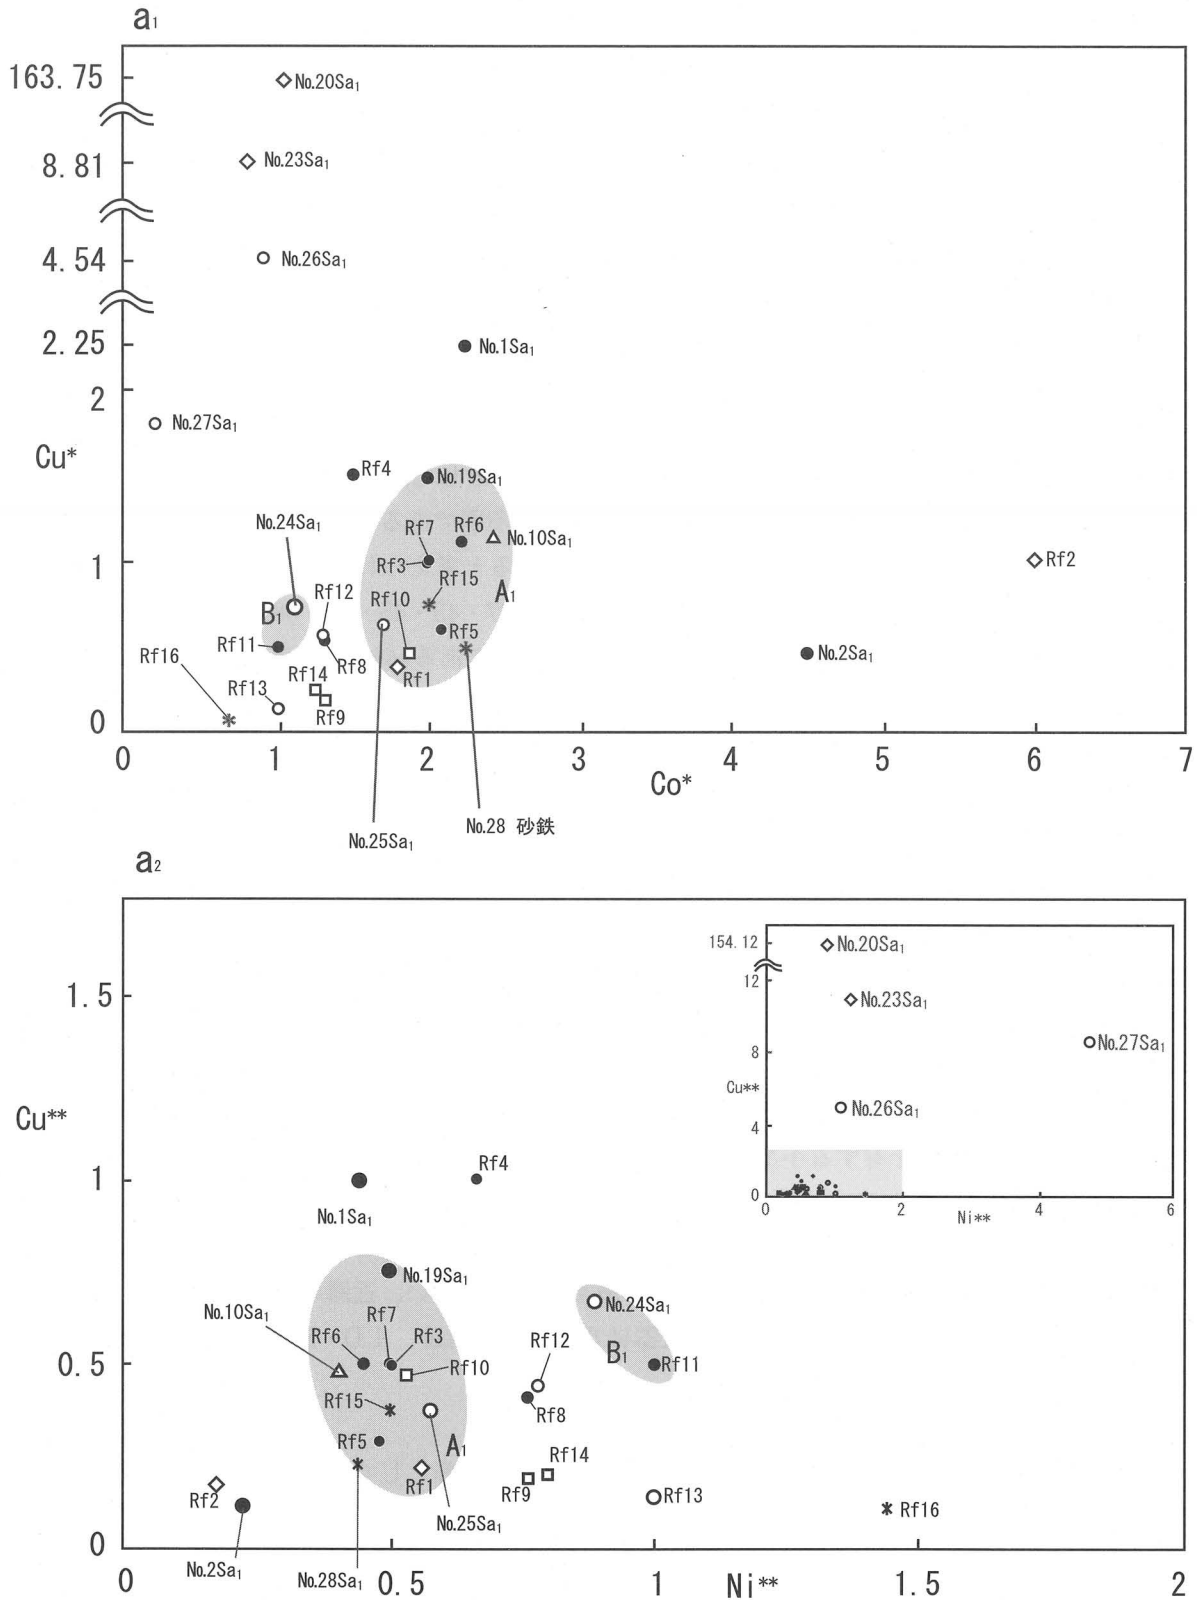 a1
163.75
No.20Sa1
8.81
No.23Sa1
4.54
No.26Sa1
2.25
No.1Sa1
2
No.27Sa1
Cu*
Rf4
No.19Sa1
No.24Sa1
Rf7
Rf6
No.10Sa1
1
Rf3
Rf2
Rf15
Rf12
Rf10
A1
B1
Rf11
Rf5
Rf16
Rf8
No.2Sa1
Rf14
Rf1
Rf13
Rf9
0
0 1 2 3 4 5 6 7
Co*
No.28 砂鉄
No.25Sa1
a2
154.12
No.20Sa1
12
No.23Sa1
8
No.27Sa1
Cu**
No.26Sa1
4
0
0 2 4 6
Ni**
1.5
Cu**
1
Rf4
No.1Sa1
No.19Sa1
No.10Sa1
Rf7
No.24Sa1
Rf6
Rf3
Rf12
B1
0.5
Rf10
Rf11
Rf15
Rf8
Rf5
A1
Rf14
Rf1
Rf9
Rf2
Rf13
Rf16
No.25Sa1
0
No.2Sa1
No.28Sa1
0 0.5 1 1.5 2
Ni**